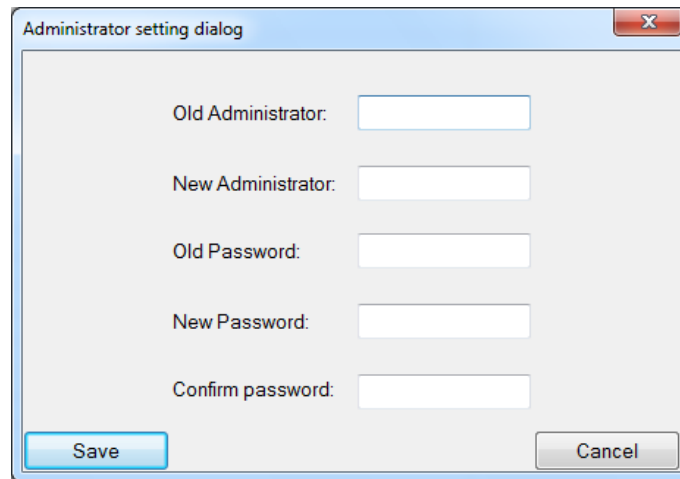 Administrator setting dialog
Old Administrator:
New Administrator:
Old Password:
New Password:
Confirm password:
Save Cancel